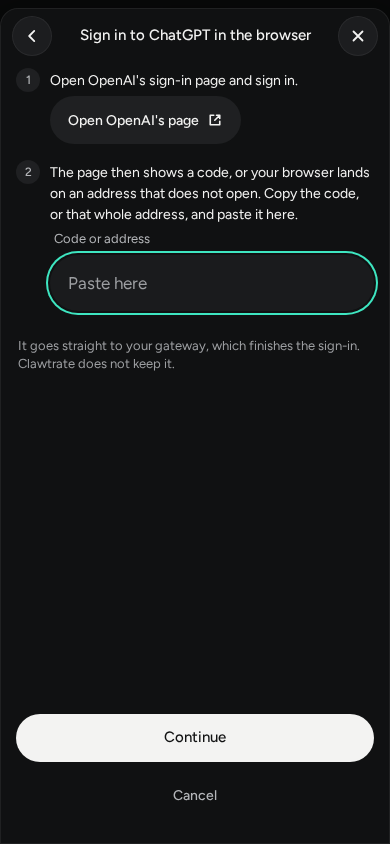 Sign in to ChatGPT in the browser
1
Open OpenAI's sign-in page and sign in.
Open OpenAI's page
2
The page then shows a code, or your browser lands
on an address that does not open. Copy the code,
or that whole address, and paste it here.
Code or address
Paste here
It goes straight to your gateway, which finishes the sign-in.
Clawtrate does not keep it.
Continue
Cancel